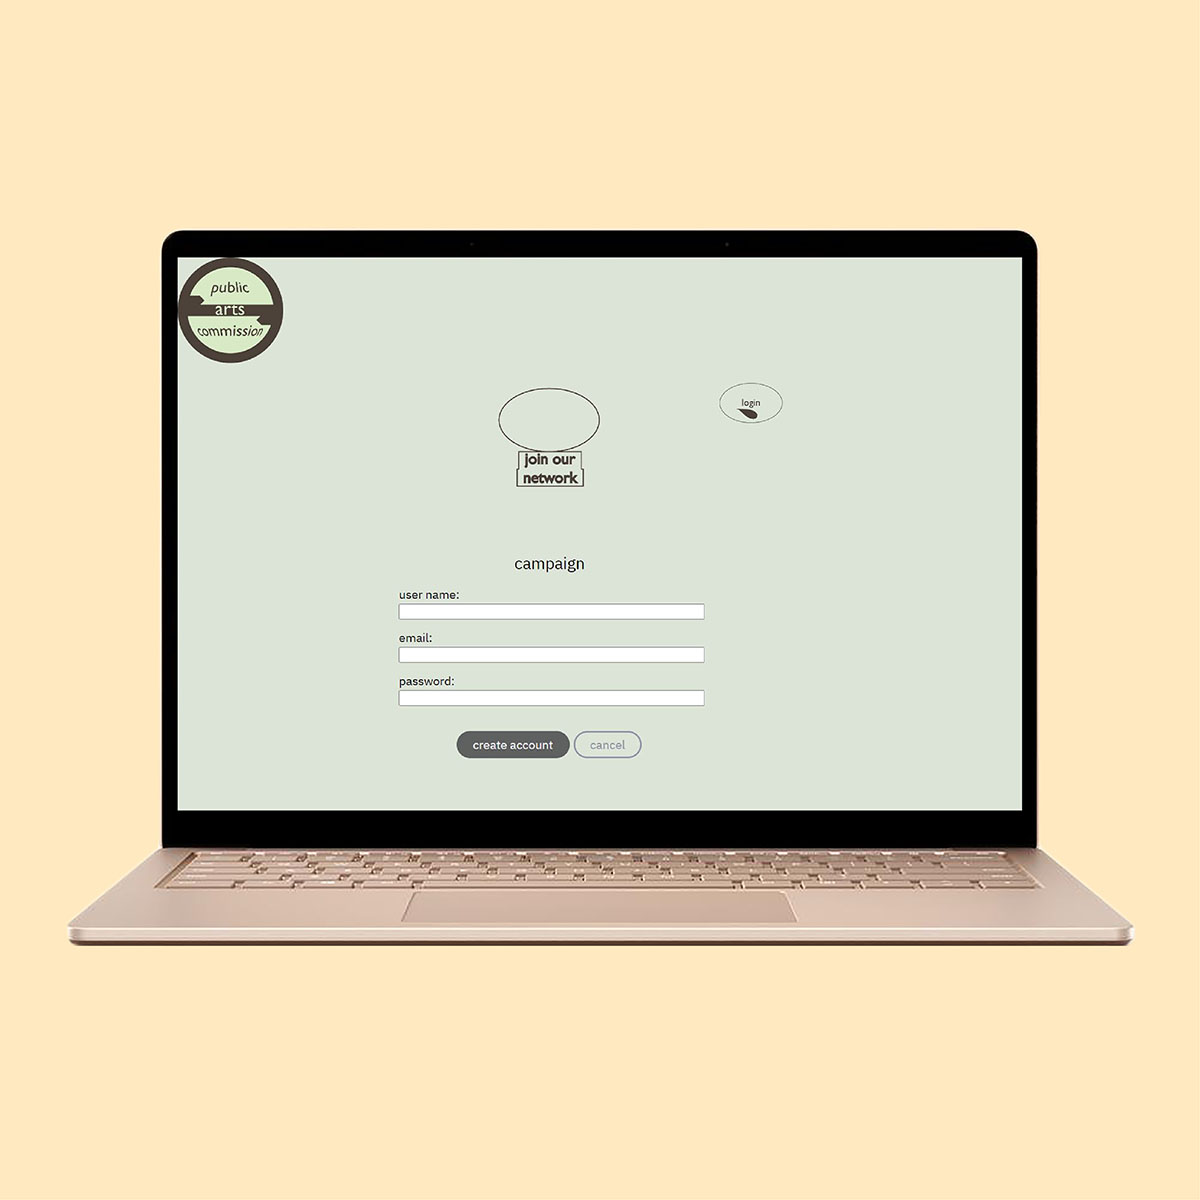 public
arts
commission
login
join our
network
campaign
user name:
email:
password:
create account
cancel